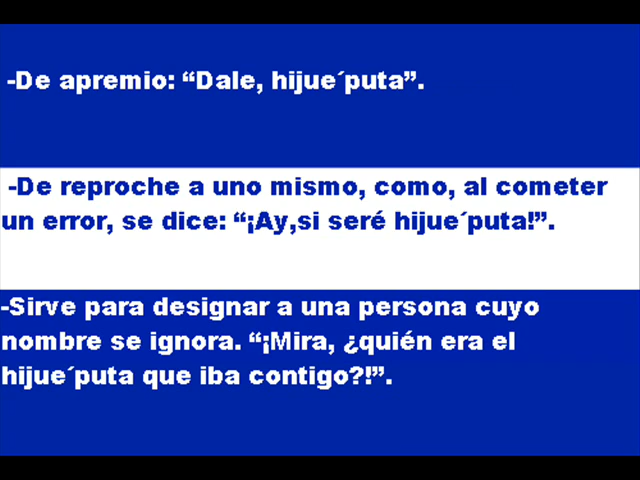 -De apremio: “Dale, hijue´puta”.
-De reproche a uno mismo, como, al cometer
un error, se dice: “¡Ay,si seré hijue´puta!”.
-Sirve para designar a una persona cuyo
nombre se ignora. “¡Mira, ¿quién era el
hijue´puta que iba contigo?!”.